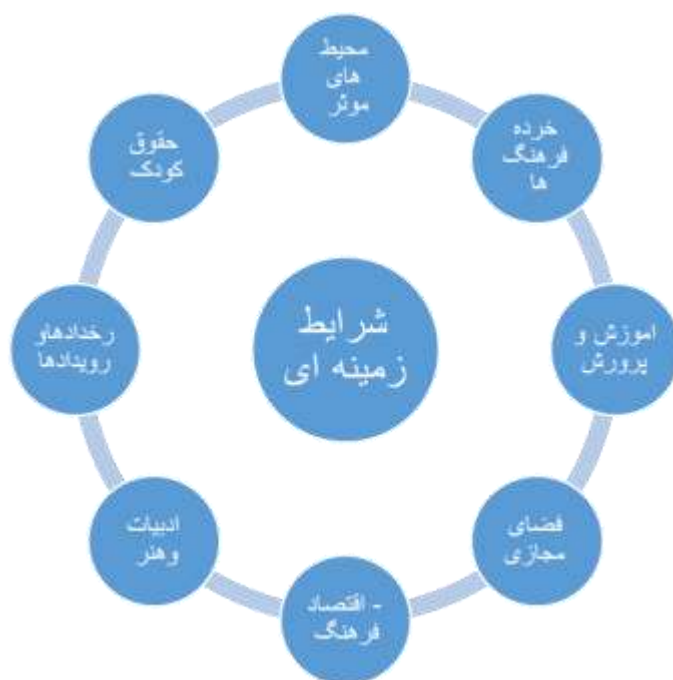 محیط
های
موثر
خرده
فرهنگ
ها
اموزش و
پرورش
فضای
مجازی
- اقتصاد
فرهنگ
ادبیات
وهنر
رخدادهاو
رویدادها
حقوق
کودک
شرایط
زمینه ای